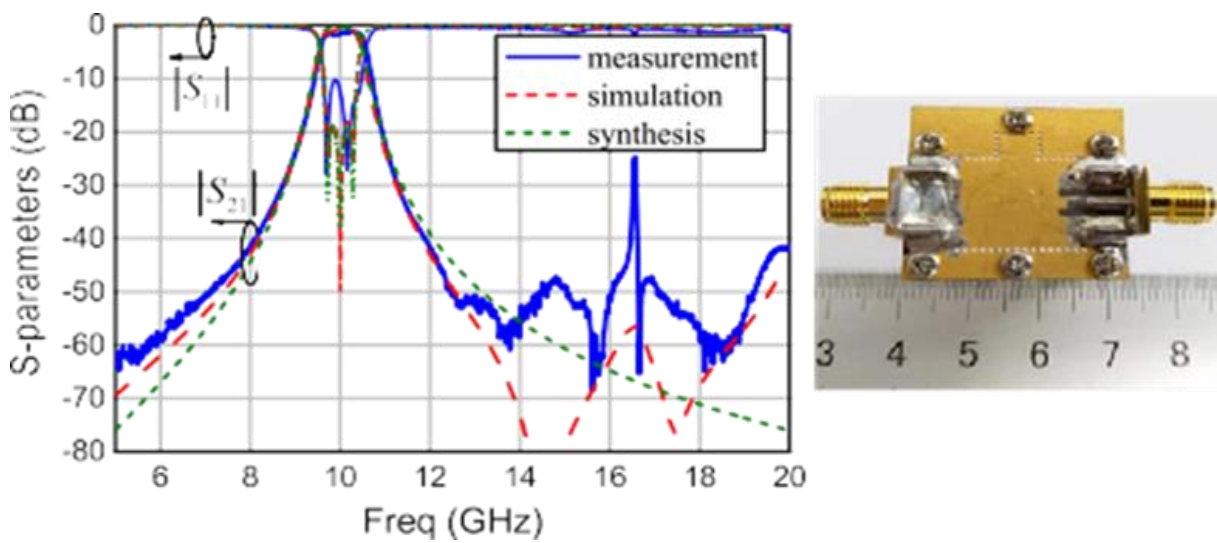 0
-10
-20
-30
-40
-50
-60
-70
-80
S-parameters (dB)
|S11|
|S21|
measurement
simulation
synthesis
6 8 10 12 14 16 18 20
Freq (GHz)
3 4 5 6 7 8